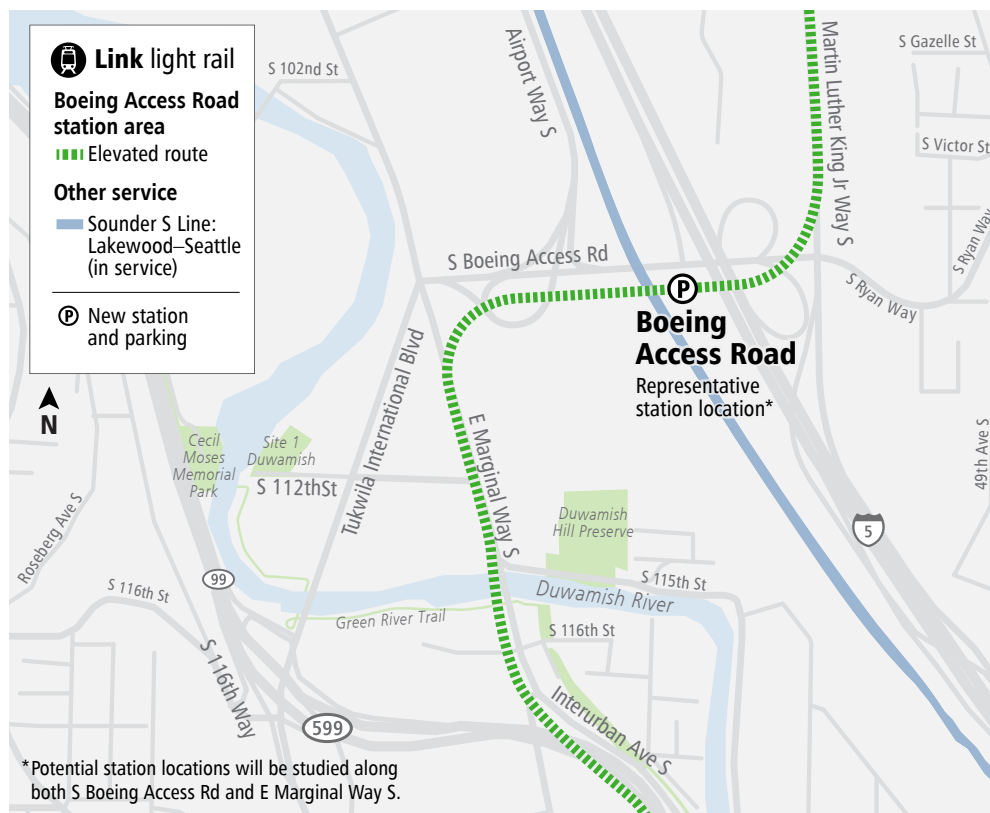 Link light rail
Boeing Access Road
station area
Elevated route
Other service
Sounder S Line:
Lakewood–Seattle
(in service)
P New station
and parking
N
S 102nd St
Airport Way S
Martin Luther King Jr Way S
S Gazelle St
S Victor St
S Ryan Way
S Ryan Way
S Boeing Access Rd
P
Boeing
Access Road
Representative
station location*
Tukwila International Blvd
E Marginal Way S
Cecil
Moses
Memorial
Park
Site 1
Duwamish
S 112thSt
49th Ave S
5
Duwamish
Hill Preserve
Roseberg Ave S
99
S 116th St
S 115th St
Duwamish River
Green River Trail
S 116th St
S 116th Way
599
Interurban Ave S
*Potential station locations will be studied along
both S Boeing Access Rd and E Marginal Way S.